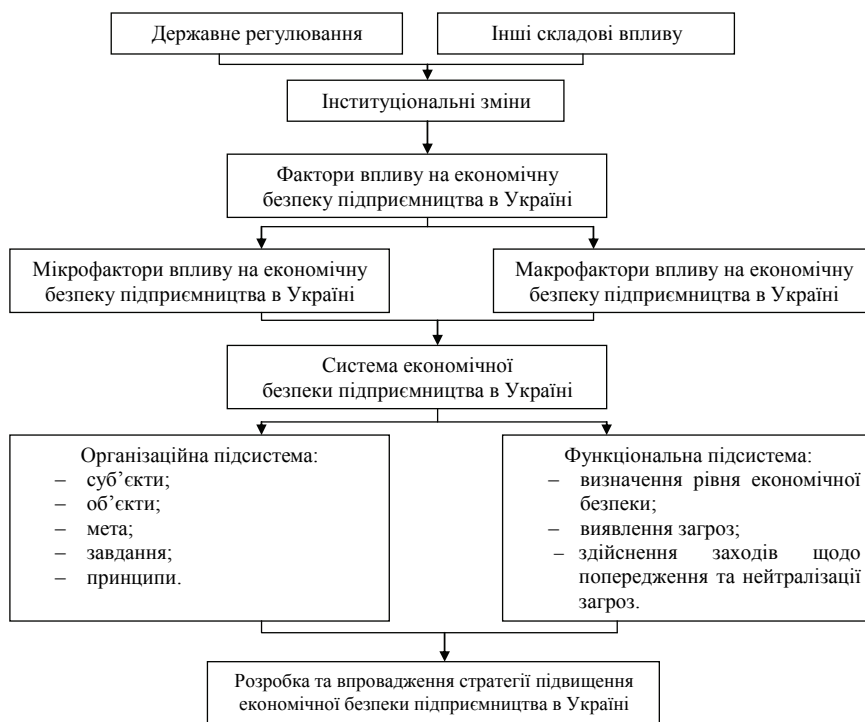 Державне регулювання
Інші складові впливу
Інституціональні зміни
Фактори впливу на економічну
безпеку підприємництва в Україні
Мікрофактори впливу на економічну
безпеку підприємництва в Україні
Макрофактори впливу на економічну
безпеку підприємництва в Україні
Система економічної
безпеки підприємництва в Україні
Організаційна підсистема:
– суб’єкти;
– об’єкти;
– мета;
– завдання;
– принципи.
Функціональна підсистема:
– визначення рівня економічної
безпеки;
– виявлення загроз;
– здійснення заходів щодо
попередження та нейтралізації
загроз.
Розробка та впровадження стратегії підвищення
економічної безпеки підприємництва в Україні